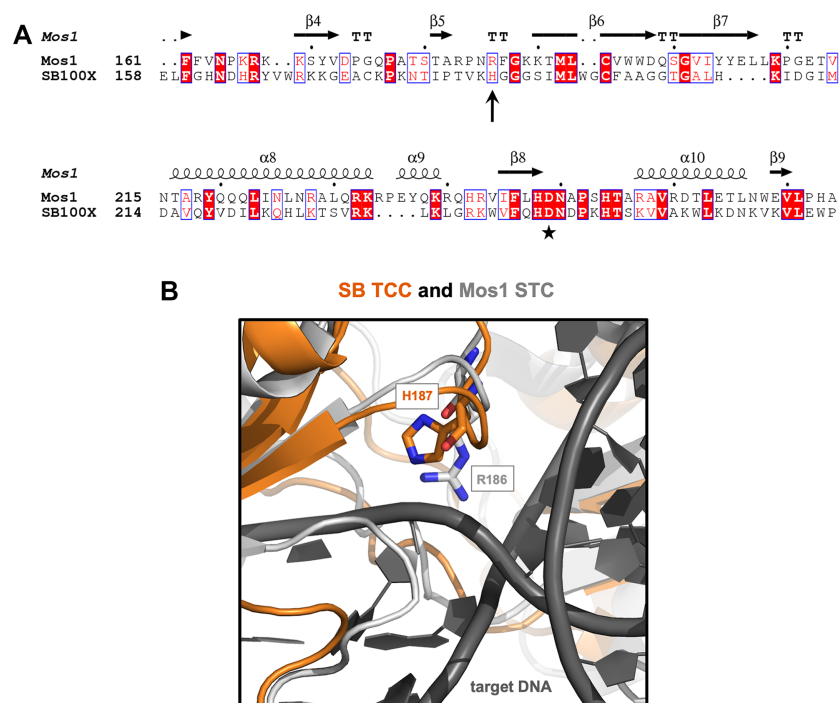 A
β4 β5 β6 β7
Mos1 .. TT .. TT TT
Mos1 161 ..FFVNPKRK..KSYVDPGQPATSTARPNRFGKKTML..CVWWDQSGVIYYELLKPGETV
SB100X 158 ELFGHNDHRYVWRKKGEACKPKNTIPTVKHGGGSIMLWGCFAAGGTGALH....KIDGIM
α8 α9 β8 α10 β9
Mos1
Mos1 215 NTARYQQQLINLNRALQRKRPEYQKRQHRVIFLHDNAPSHTARAVRDTLETLNWEVLPHA
SB100X 214 DAVQYVDILKQHLKTSVRK....LKLGRKWVFQHDNDPKHTSKVVAKWLKDNKVKVLEWP
B
SB TCC and Mos1 STC
H187
R186
target DNA